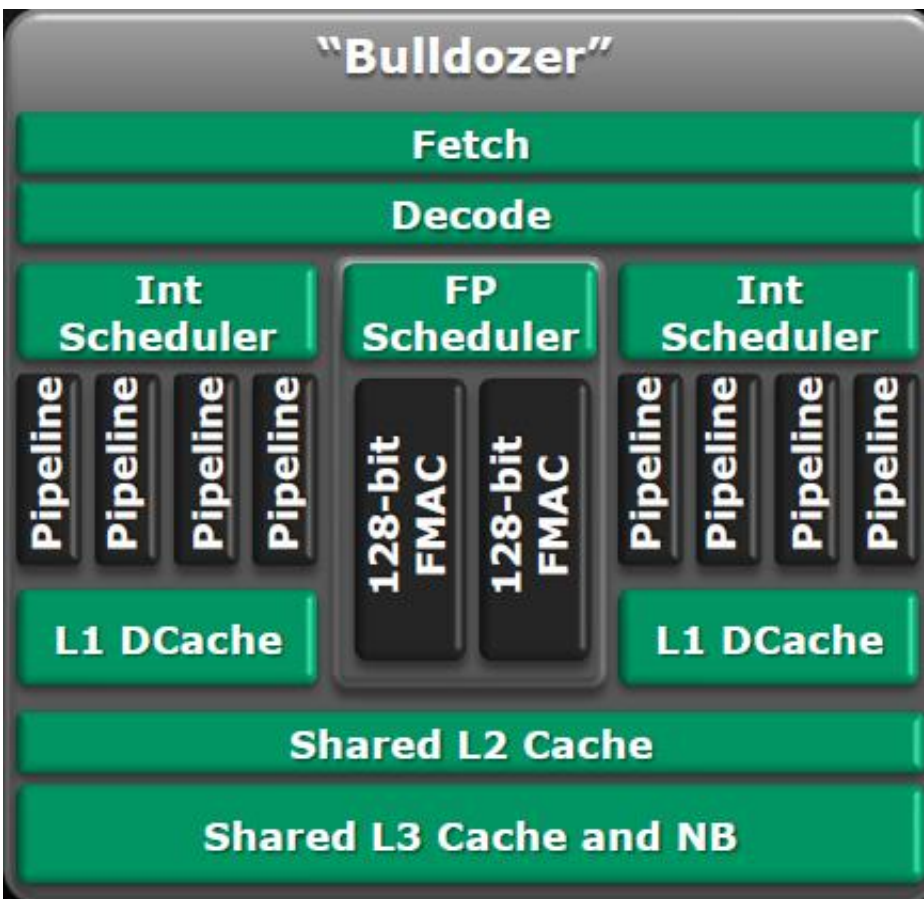 “Bulldozer”
Fetch
Decode
Int
Scheduler
FP
Scheduler
Int
Scheduler
Pipeline
Pipeline
Pipeline
Pipeline
128-bit
FMAC
128-bit
FMAC
Pipeline
Pipeline
Pipeline
Pipeline
L1 DCache
L1 DCache
Shared L2 Cache
Shared L3 Cache and NB